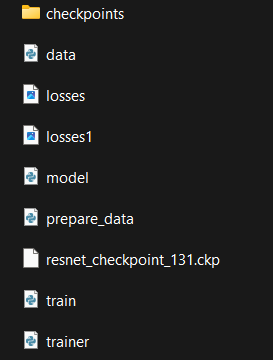 checkpoints
data
losses
losses1
model
prepare_data
resnet_checkpoint_131.ckp
train
trainer